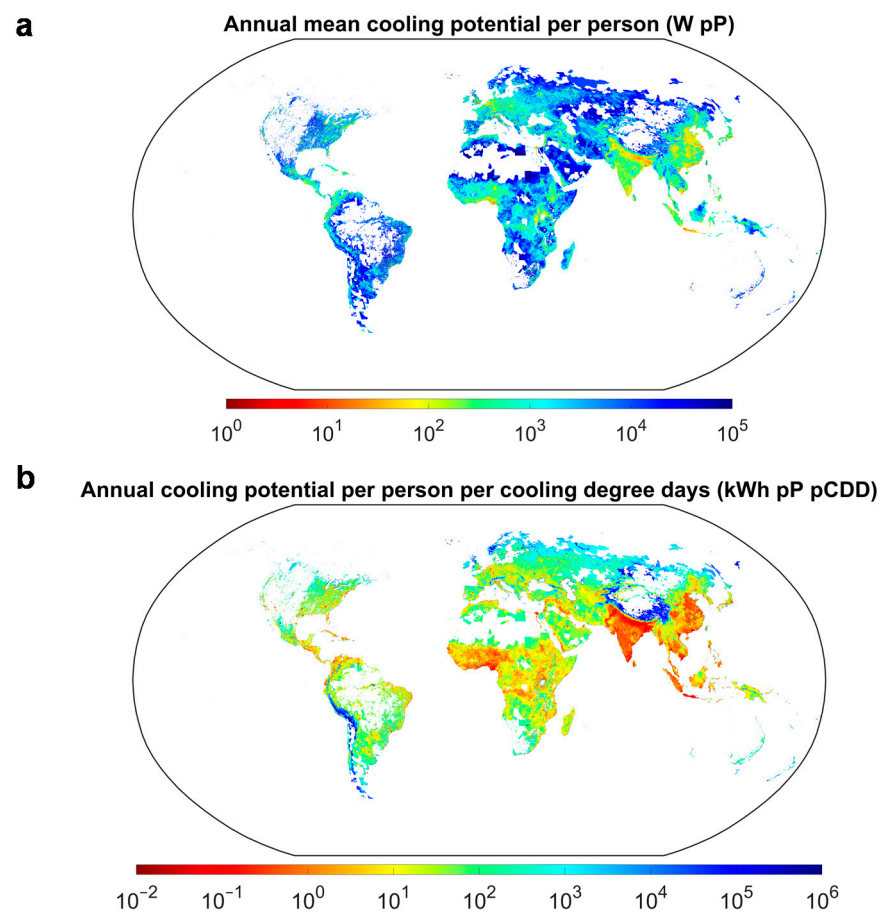 a
Annual mean cooling potential per person (W pP)
10^0 10^1 10^2 10^3 10^4 10^5
b
Annual cooling potential per person per cooling degree days (kWh pP pCDD)
10^-2 10^-1 10^0 10^1 10^2 10^3 10^4 10^5 10^6